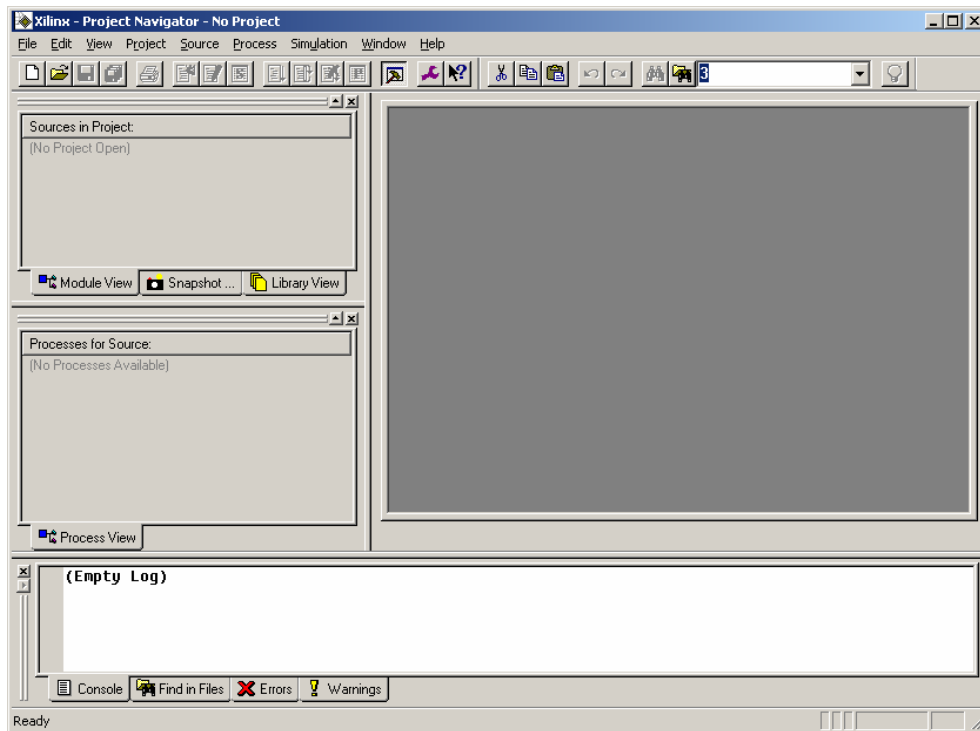 Xilinx - Project Navigator - No Project
File Edit View Project Source Process Simulation Window Help
3
Sources in Project:
(No Project Open)
Module View Snapshot ... Library View
Processes for Source:
(No Processes Available)
Process View
(Empty Log)
Console Find in Files Errors Warnings
Ready